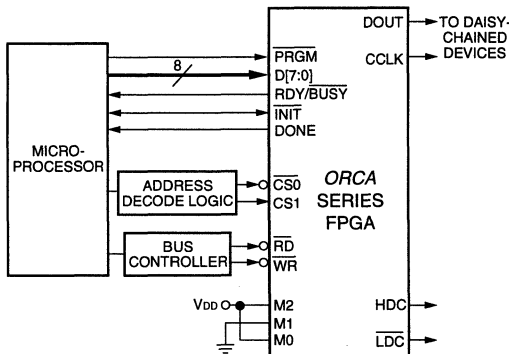 DOUT
TO DAISY-
CHAINED
DEVICES
CCLK
PRGM
8
D[7:0]
RDY/BUSY
INIT
DONE
MICRO-
PROCESSOR
ADDRESS
DECODE LOGIC
CS0
CS1
ORCA
SERIES
FPGA
BUS
CONTROLLER
RD
WR
VDD
M2
M1
M0
HDC
LDC